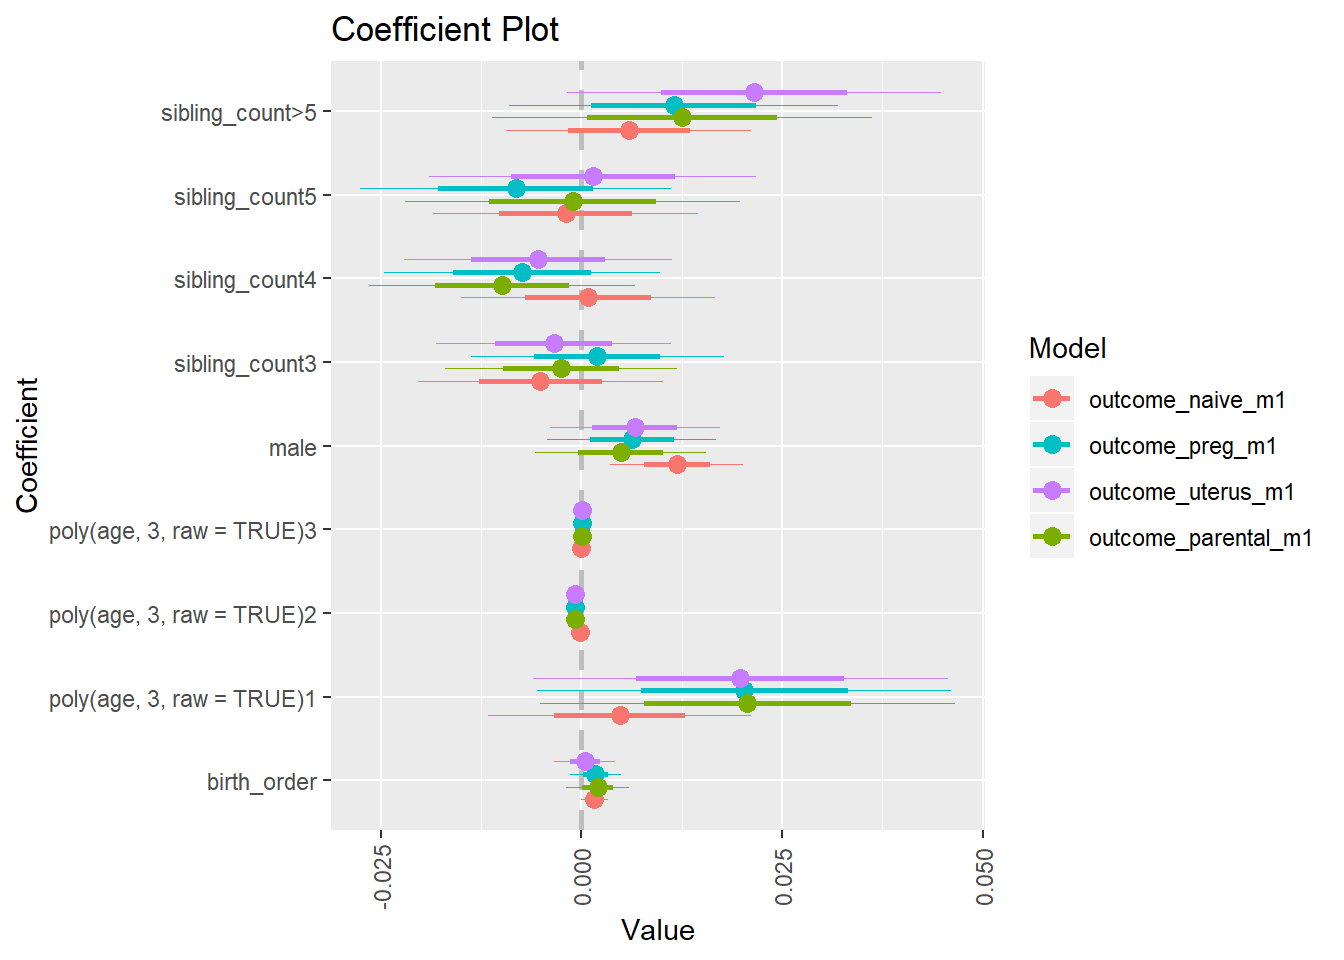 Coefficient Plot
Coefficient
sibling_count>5
sibling_count5
sibling_count4
sibling_count3
male
poly(age, 3, raw = TRUE)3
poly(age, 3, raw = TRUE)2
poly(age, 3, raw = TRUE)1
birth_order
-0.025
0.000
0.025
0.050
Value
Model
outcome_naive_m1
outcome_preg_m1
outcome_uterus_m1
outcome_parental_m1